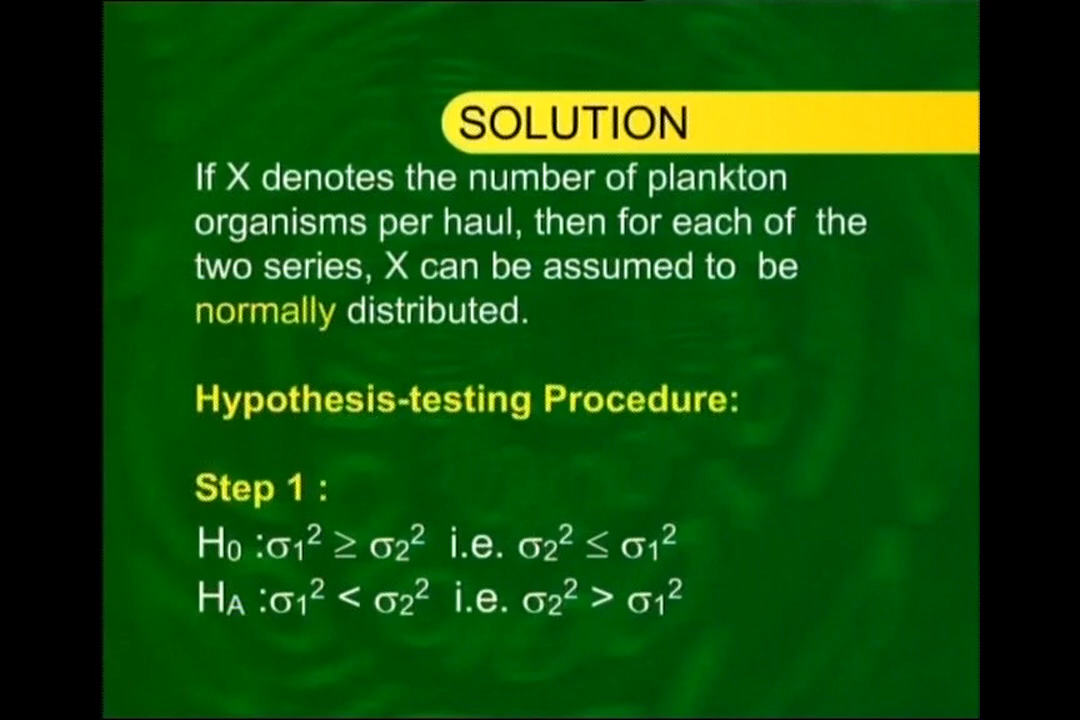 SOLUTION
If X denotes the number of plankton
organisms per haul, then for each of the
two series, X can be assumed to be
normally distributed.
Hypothesis-testing Procedure:
Step 1 :
H₀ :σ₁² ≥ σ₂² i.e. σ₂² ≤ σ₁²
Hᴀ :σ₁² < σ₂² i.e. σ₂² > σ₁²